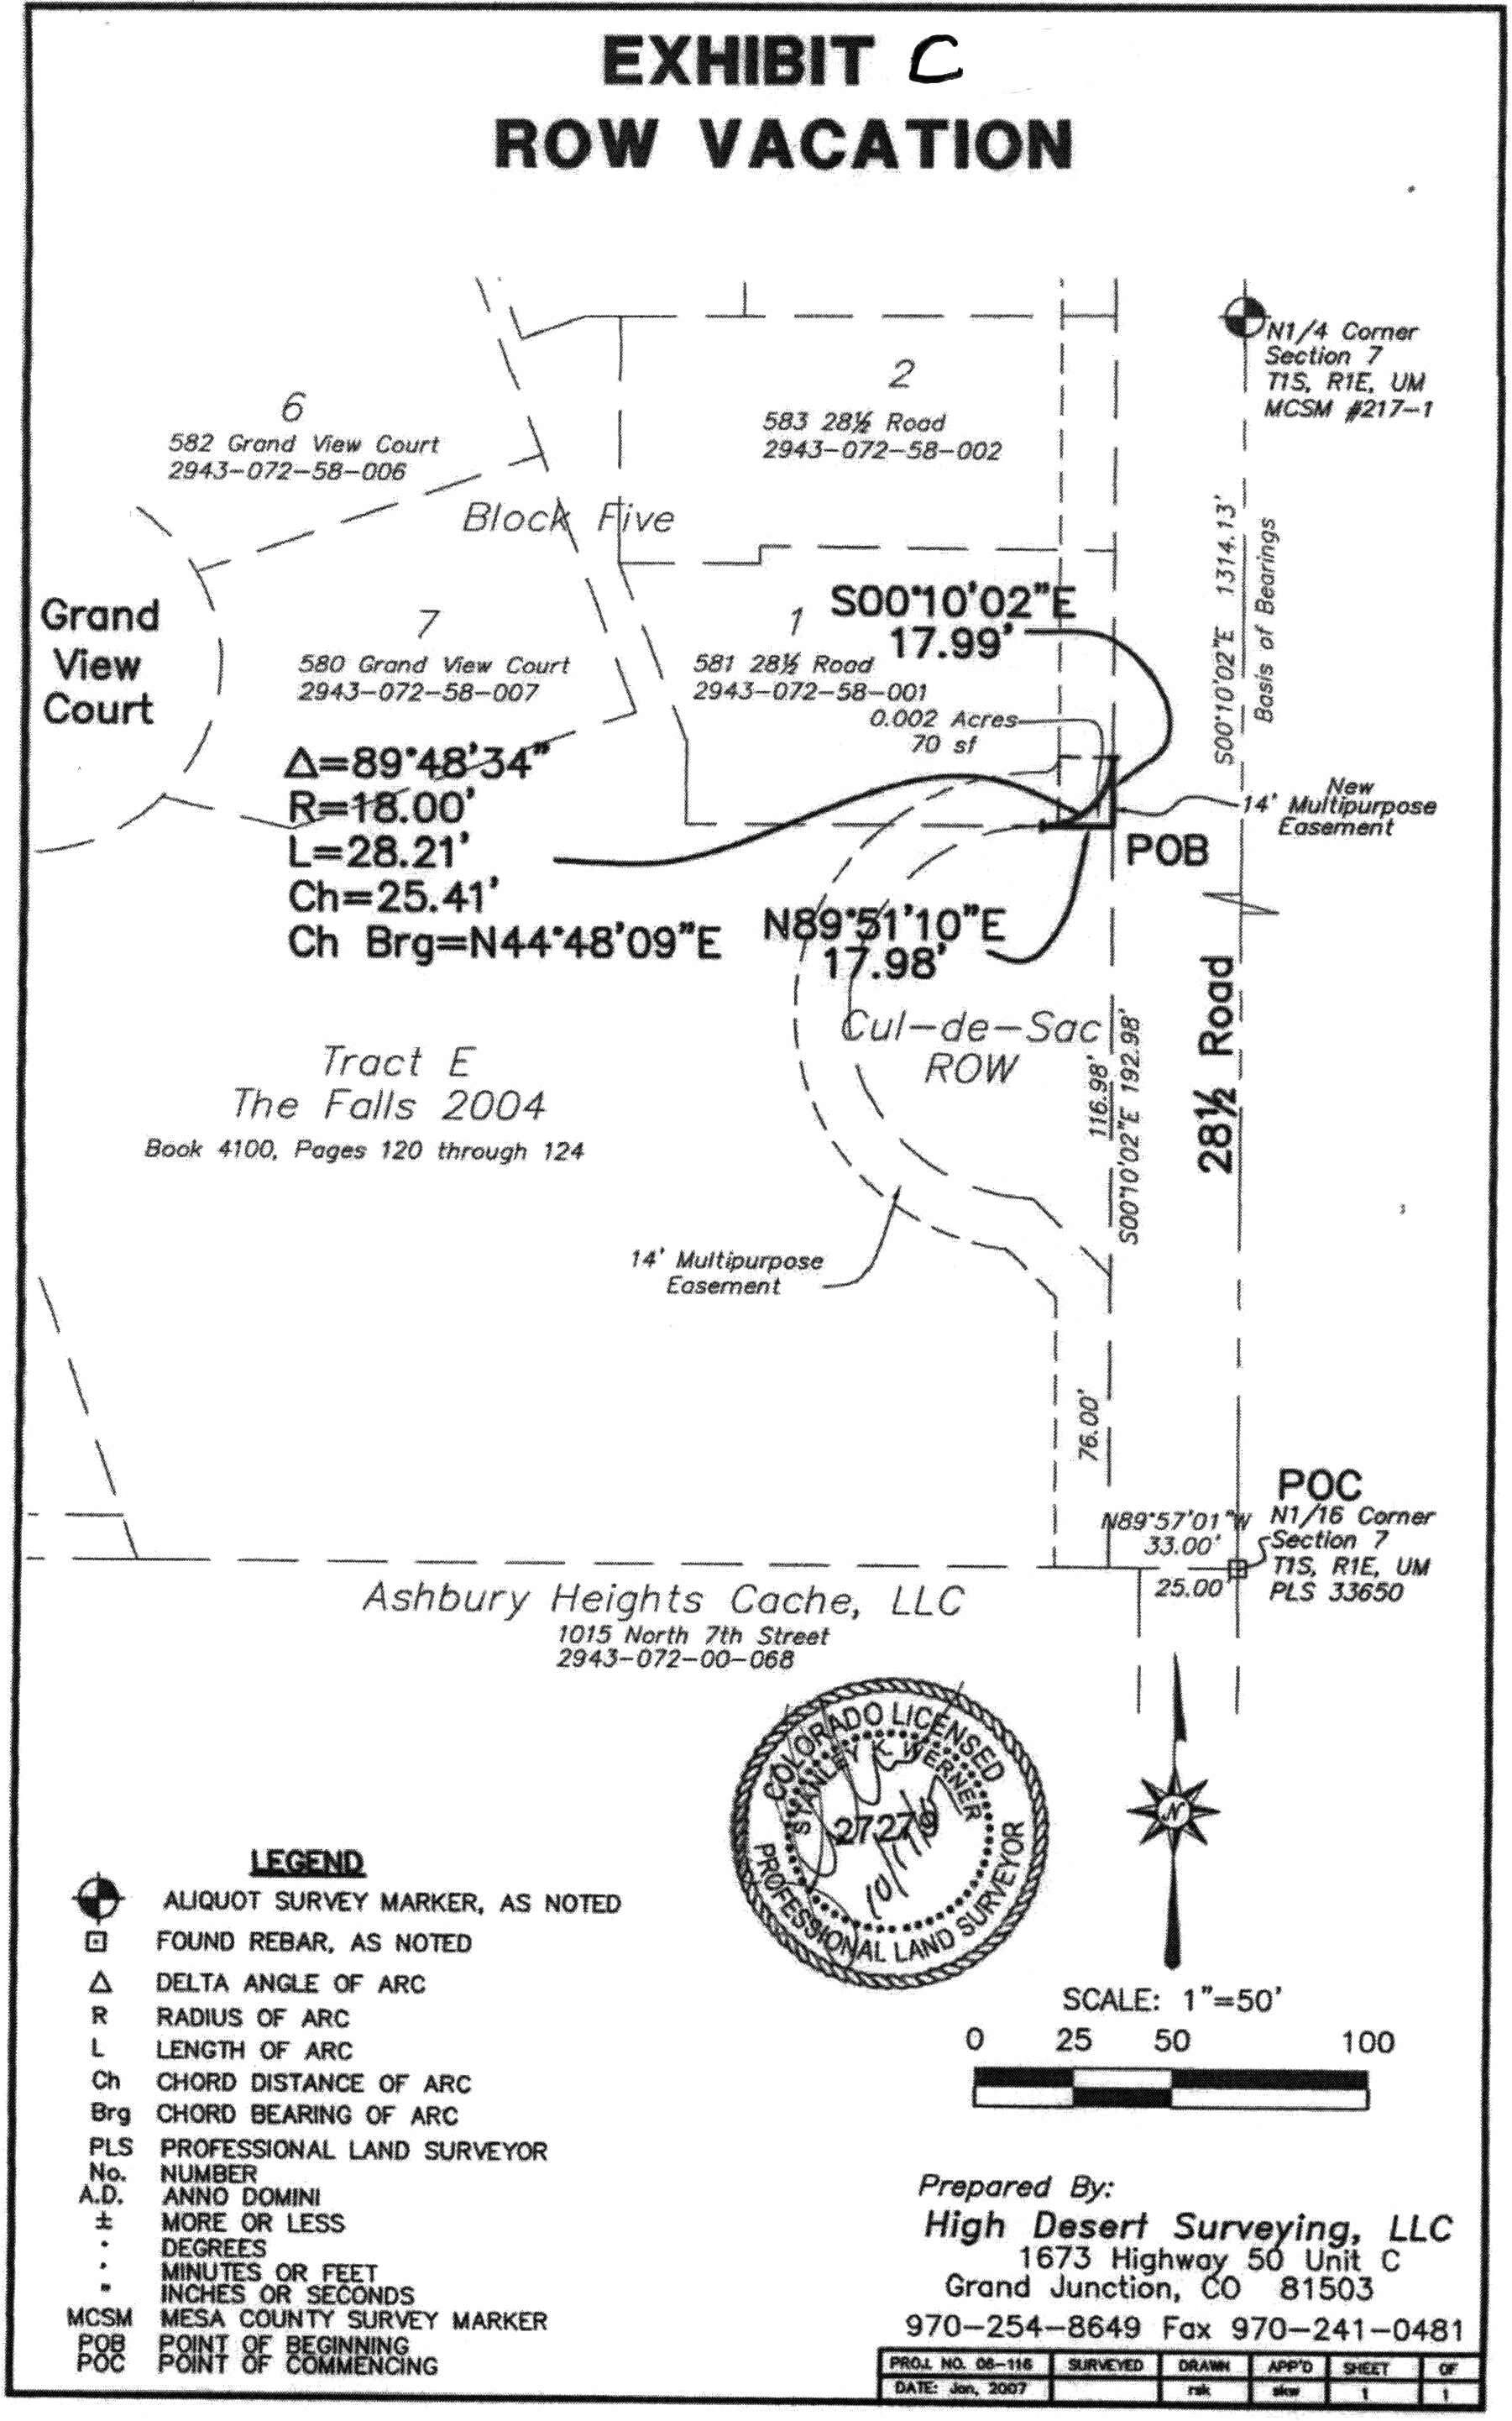 EXHIBIT C
ROW VACATION
N1/4 Corner
Section 7
T1S, R1E, UM
MCSM #217-1
2
583 28½ Road
2943-072-58-002
6
582 Grand View Court
2943-072-58-006
Block Five
S00°10'02"E 1314.13'
Basis of Bearings
Grand
View
Court
7
580 Grand View Court
2943-072-58-007
1
581 28½ Road
2943-072-58-001
S00°10'02"E
17.99'
0.002 Acres
70 sf
Δ=89°48'34"
R=18.00'
L=28.21'
Ch=25.41'
Ch Brg=N44°48'09"E
New
14' Multipurpose
Easement
POB
N89°51'10"E
17.98'
Cul-de-Sac
ROW
116.98'
S00°10'02"E 192.98'
28½ Road
Tract E
The Falls 2004
Book 4100, Pages 120 through 124
14' Multipurpose
Easement
76.00'
POC
N89°57'01"W
33.00'
25.00'
N1/16 Corner
Section 7
T1S, R1E, UM
PLS 33650
Ashbury Heights Cache, LLC
1015 North 7th Street
2943-072-00-068
COLORADO LICENSED
STANLEY K. WERNER
27279
PROFESSIONAL LAND SURVEYOR
N
LEGEND
ALIQUOT SURVEY MARKER, AS NOTED
FOUND REBAR, AS NOTED
Δ DELTA ANGLE OF ARC
R RADIUS OF ARC
L LENGTH OF ARC
Ch CHORD DISTANCE OF ARC
Brg CHORD BEARING OF ARC
PLS PROFESSIONAL LAND SURVEYOR
No. NUMBER
A.D. ANNO DOMINI
± MORE OR LESS
° DEGREES
' MINUTES OR FEET
" INCHES OR SECONDS
MCSM MESA COUNTY SURVEY MARKER
POB POINT OF BEGINNING
POC POINT OF COMMENCING
SCALE: 1"=50'
0 25 50 100
Prepared By:
High Desert Surveying, LLC
1673 Highway 50 Unit C
Grand Junction, CO 81503
970-254-8649 Fax 970-241-0481
PROJ. NO. 06-116 SURVEYED DRAWN APP'D SHEET OF
DATE: Jan, 2007 rsk skw 1 1